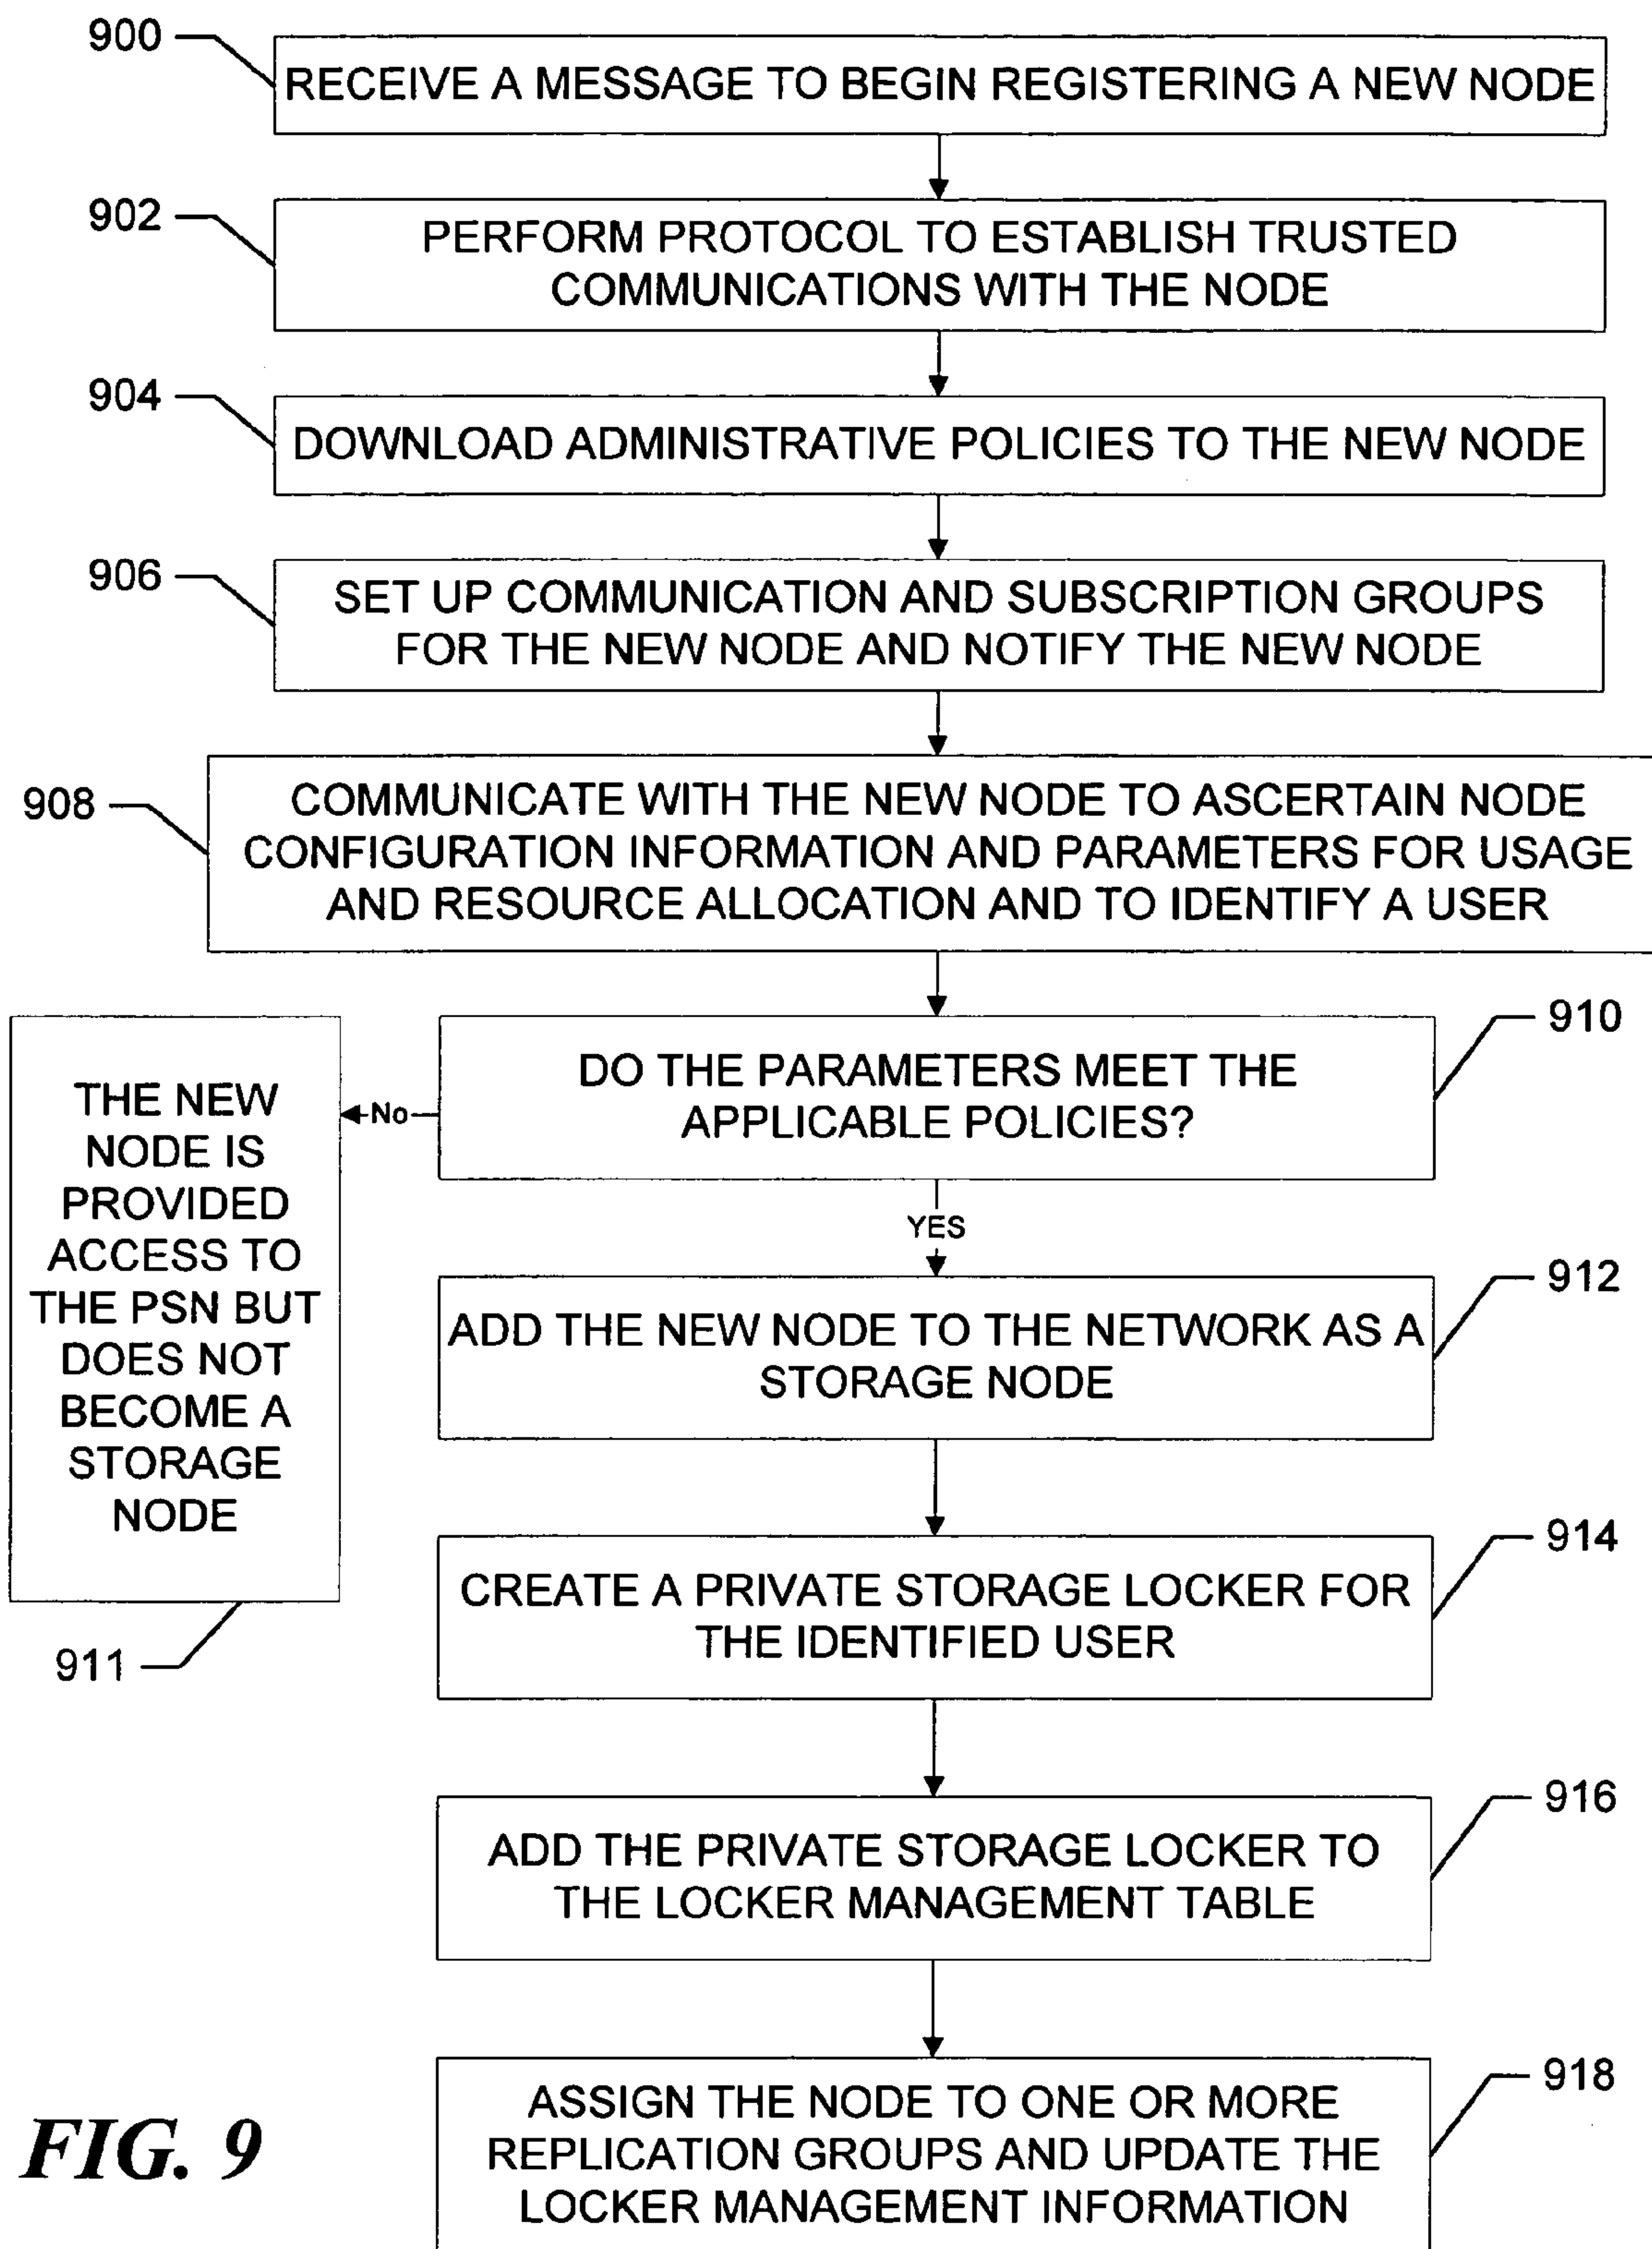 900
RECEIVE A MESSAGE TO BEGIN REGISTERING A NEW NODE
902
PERFORM PROTOCOL TO ESTABLISH TRUSTED
COMMUNICATIONS WITH THE NODE
904
DOWNLOAD ADMINISTRATIVE POLICIES TO THE NEW NODE
906
SET UP COMMUNICATION AND SUBSCRIPTION GROUPS
FOR THE NEW NODE AND NOTIFY THE NEW NODE
908
COMMUNICATE WITH THE NEW NODE TO ASCERTAIN NODE
CONFIGURATION INFORMATION AND PARAMETERS FOR USAGE
AND RESOURCE ALLOCATION AND TO IDENTIFY A USER
910
DO THE PARAMETERS MEET THE
APPLICABLE POLICIES?
No
THE NEW
NODE IS
PROVIDED
ACCESS TO
THE PSN BUT
DOES NOT
BECOME A
STORAGE
NODE
911
YES
912
ADD THE NEW NODE TO THE NETWORK AS A
STORAGE NODE
914
CREATE A PRIVATE STORAGE LOCKER FOR
THE IDENTIFIED USER
916
ADD THE PRIVATE STORAGE LOCKER TO
THE LOCKER MANAGEMENT TABLE
918
ASSIGN THE NODE TO ONE OR MORE
REPLICATION GROUPS AND UPDATE THE
LOCKER MANAGEMENT INFORMATION
FIG. 9